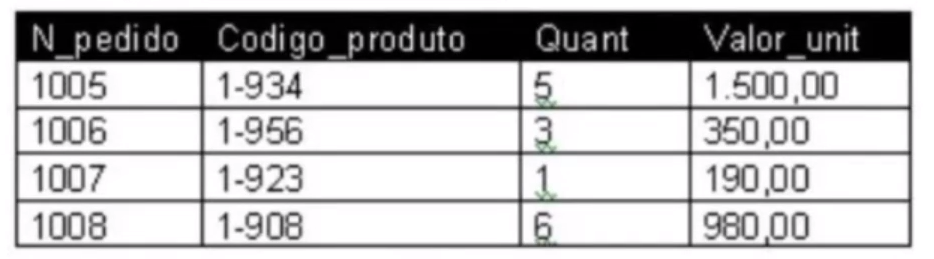 N_pedido Codigo_produto Quant Valor_unit
1005 1-934 5 1.500,00
1006 1-956 3 350,00
1007 1-923 1 190,00
1008 1-908 6 980,00